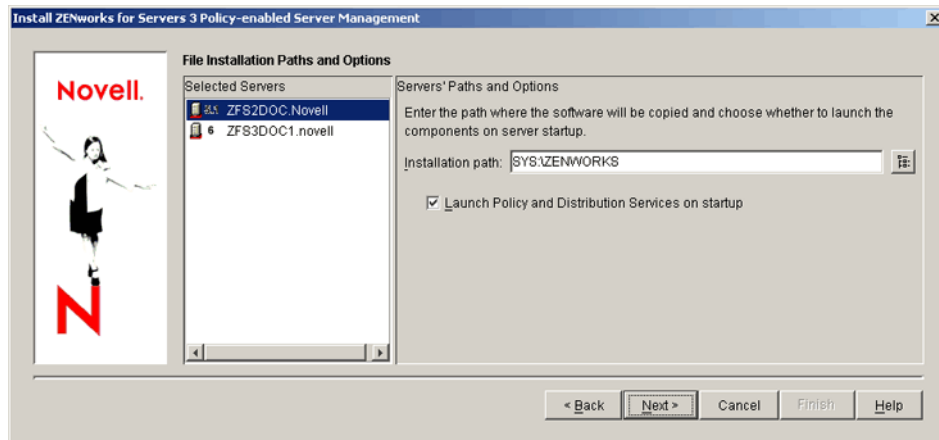 Install ZENworks for Servers 3 Policy-enabled Server Management
Novell.
N
File Installation Paths and Options
Selected Servers
ZFS2DOC.Novell
6 ZFS3DOC1.novell
Servers' Paths and Options
Enter the path where the software will be copied and choose whether to launch the
components on server startup.
Installation path: SYS:\ZENWORKS
Launch Policy and Distribution Services on startup
< Back
Next >
Cancel
Finish
Help